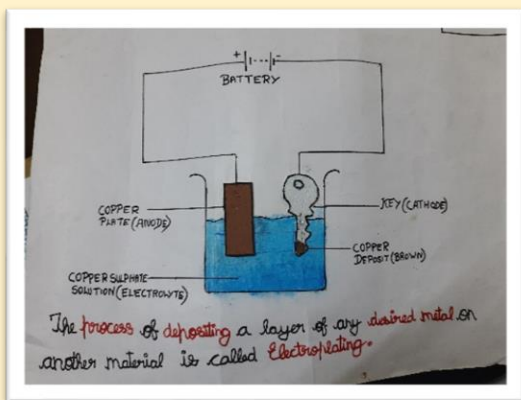 + -
BATTERY
COPPER
PLATE(ANODE)
KEY(CATHODE)
COPPER
DEPOSIT(BROWN)
COPPER SULPHATE
SOLUTION(ELECTROLYTE)
The process of depositing a layer of any desired metal on
another material is called Electroplating.